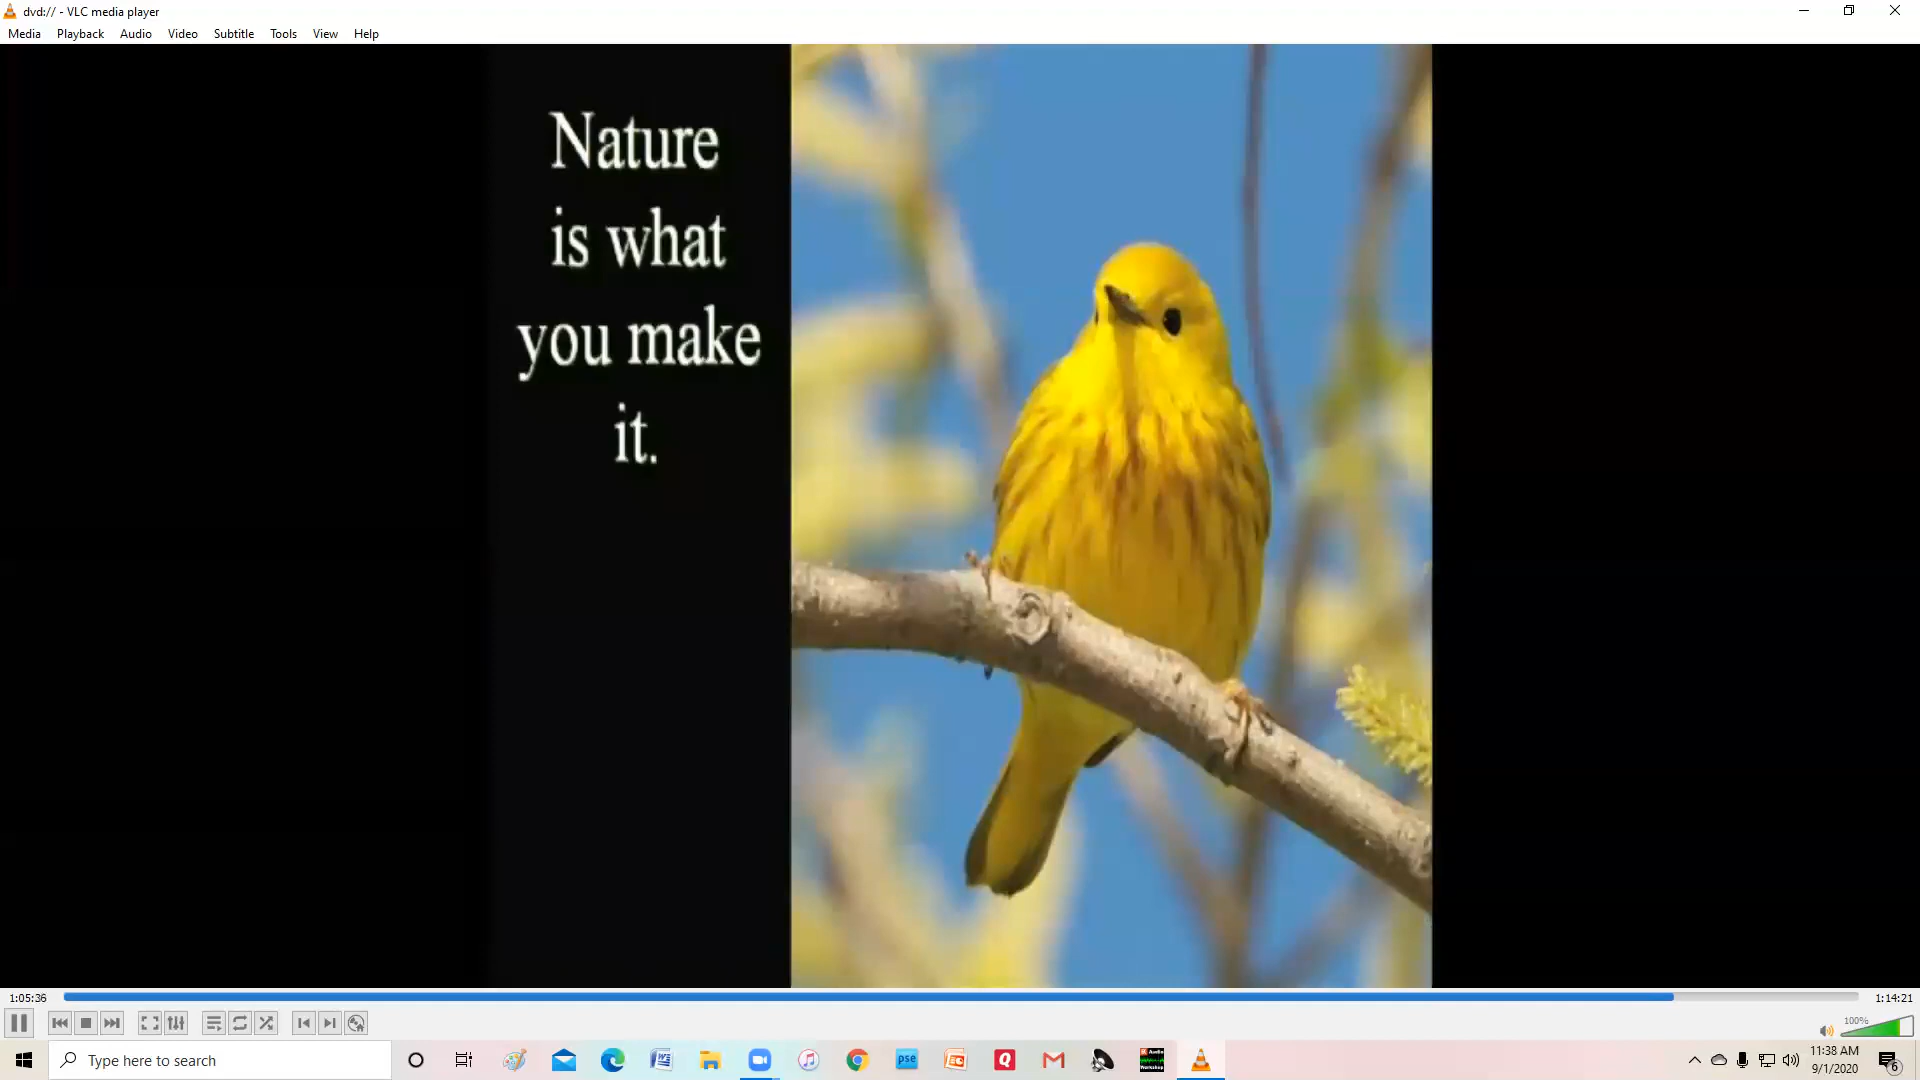 dvd:// - VLC media player
Media Playback Audio Video Subtitle Tools View Help
Nature
is what
you make
it.
1:05:36
1:14:21
100%
Type here to search
11:38 AM
9/1/2020
6